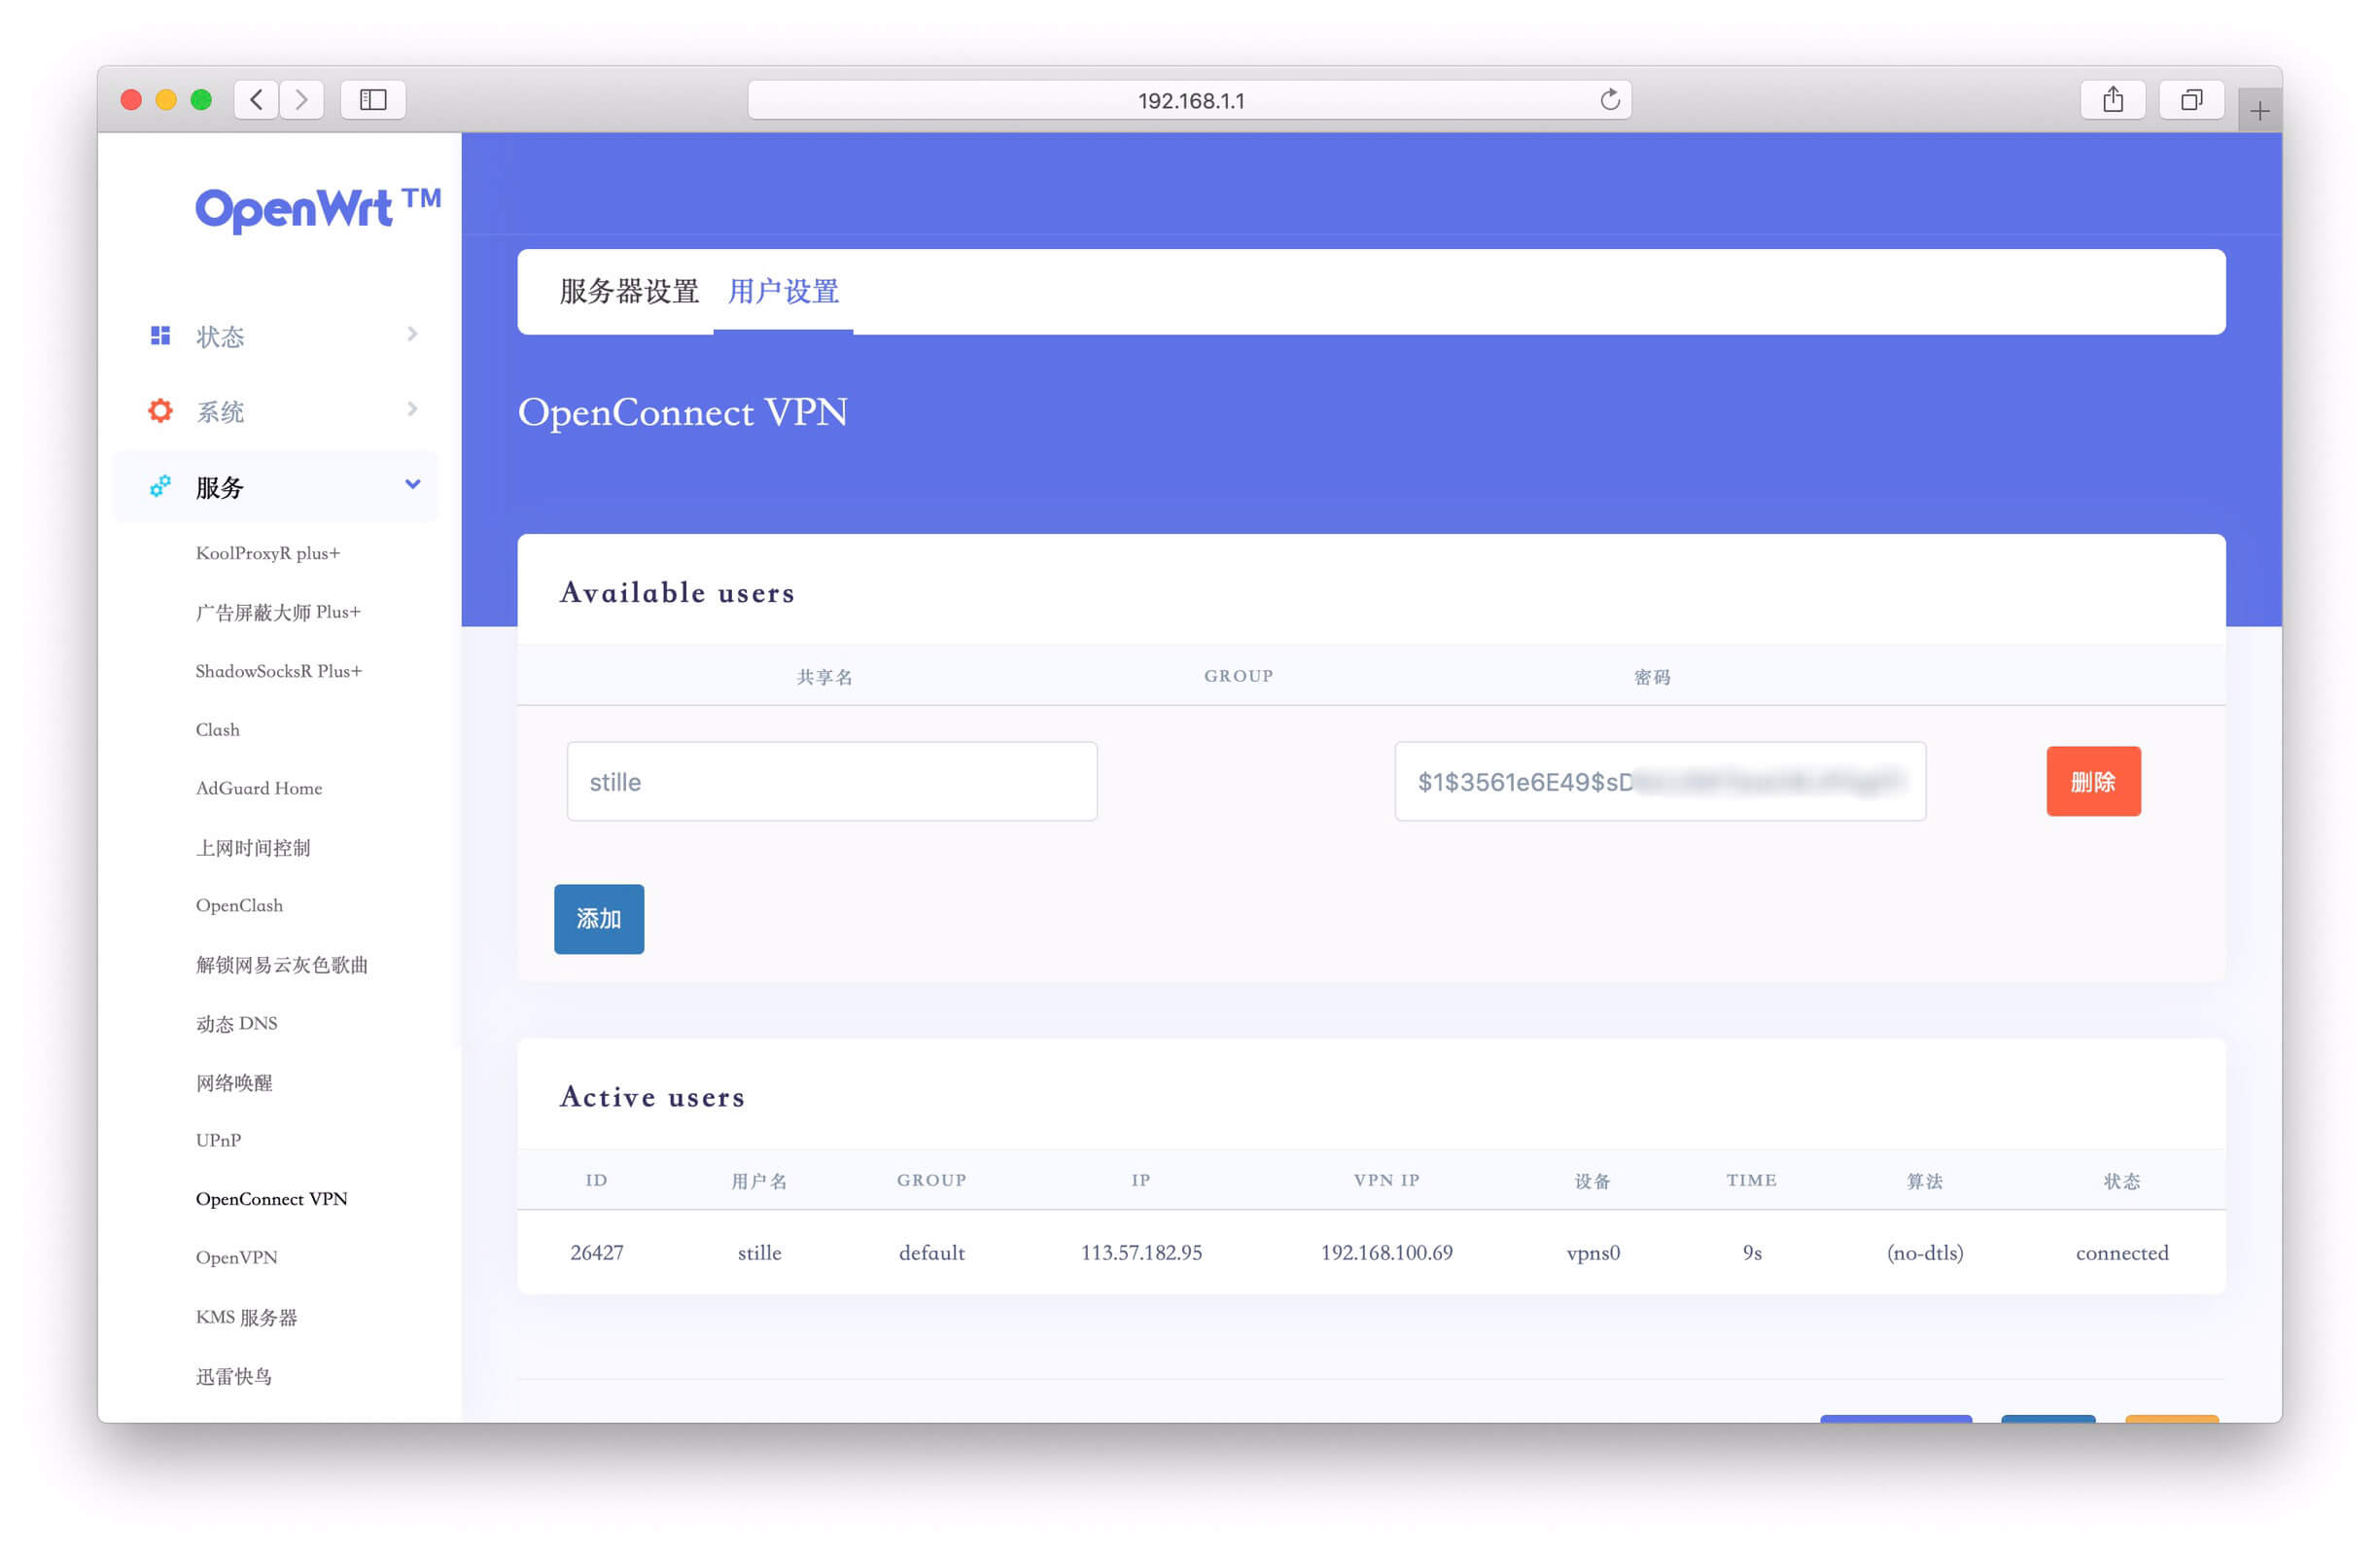 192.168.1.1
OpenWrt™
状态
系统
服务
KoolProxyR plus+
广告屏蔽大师 Plus+
ShadowSocksR Plus+
Clash
AdGuard Home
上网时间控制
OpenClash
解锁网易云灰色歌曲
动态 DNS
网络唤醒
UPnP
OpenConnect VPN
OpenVPN
KMS 服务器
迅雷快鸟
服务器设置 用户设置
OpenConnect VPN
Available users
共享名 GROUP 密码
stille $1$3561e6E49$sD 删除
添加
Active users
ID 用户名 GROUP IP VPN IP 设备 TIME 算法 状态
26427 stille default 113.57.182.95 192.168.100.69 vpns0 9s (no-dtls) connected